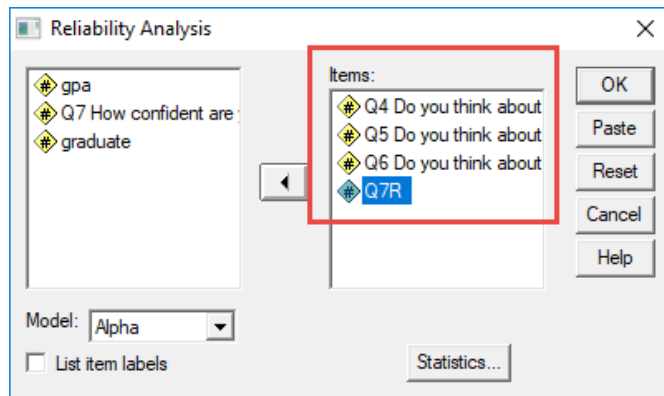 Reliability Analysis
gpa
Q7 How confident are
graduate
Items:
Q4 Do you think about
Q5 Do you think about
Q6 Do you think about
Q7R
OK
Paste
Reset
Cancel
Help
Model: Alpha
List item labels
Statistics...